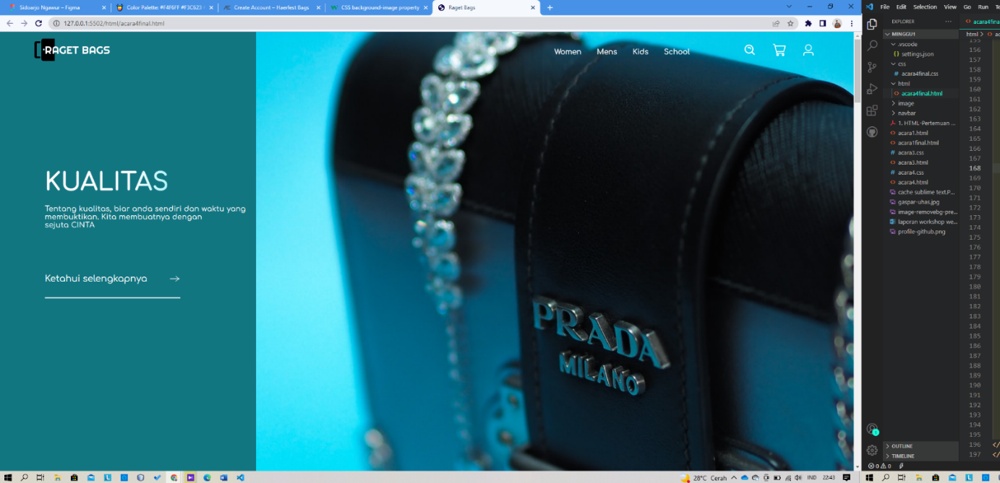 Sidoarjo Ngawur – Figma
Color Palette: #F4F6FF #F3C623
Create Account – Haerfest Bags
CSS background-image property
Raget Bags
127.0.0.1:5502/html/acara4final.html
RAGET BAGS
Women
Mens
Kids
School
KUALITAS
Tentang kualitas, biar anda sendiri dan waktu yang
membuktikan. Kita membuatnya dengan
sejuta CINTA
Ketahui selengkapnya
PRADA
MILANO
File Edit Selection View Go Run
EXPLORER
MINGGU1
.vscode
settings.json
css
acara4final.css
html
acara4final.html
image
navbar
1. HTML-Pertemuan ...
acara1.html
acara1final.html
acara3.css
acara3.html
acara4.css
acara4.html
cache sublime text.P...
gaspar-uhas.jpg
image-removebg-pre...
laporan workshop we...
profile-github.png
OUTLINE
TIMELINE
0 0
acara4fina
html >
155
156
157
158
159
160
161
162
163
164
165
166
167
168
169
170
171
172
173
174
175
176
177
178
179
180
181
182
183
184
185
186
187
188
189
190
191
192
193
194
195
196 </
197 </
28°C Cerah
IND
22:43